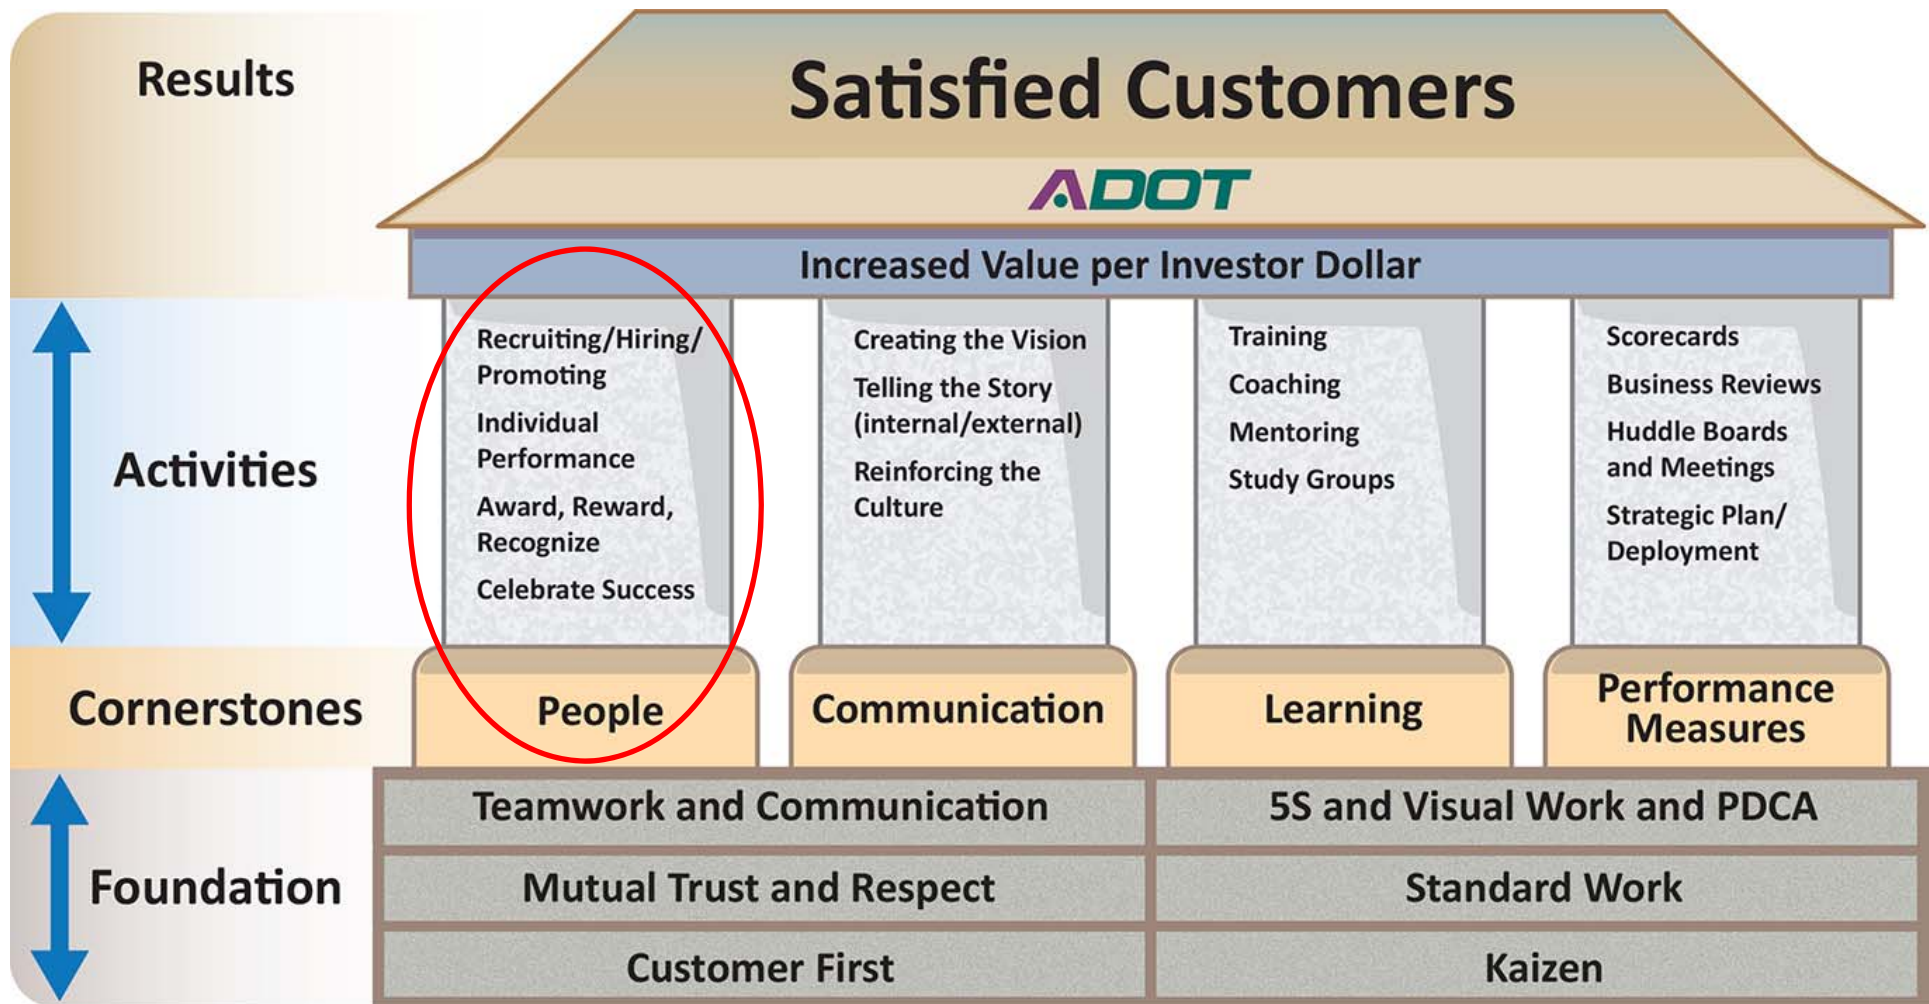 Results
Satisfied Customers
ADOT
Increased Value per Investor Dollar
Activities
Recruiting/Hiring/
Promoting
Individual
Performance
Award, Reward,
Recognize
Celebrate Success
Creating the Vision
Telling the Story
(internal/external)
Reinforcing the
Culture
Training
Coaching
Mentoring
Study Groups
Scorecards
Business Reviews
Huddle Boards
and Meetings
Strategic Plan/
Deployment
Cornerstones
People
Communication
Learning
Performance
Measures
Foundation
Teamwork and Communication
5S and Visual Work and PDCA
Mutual Trust and Respect
Standard Work
Customer First
Kaizen